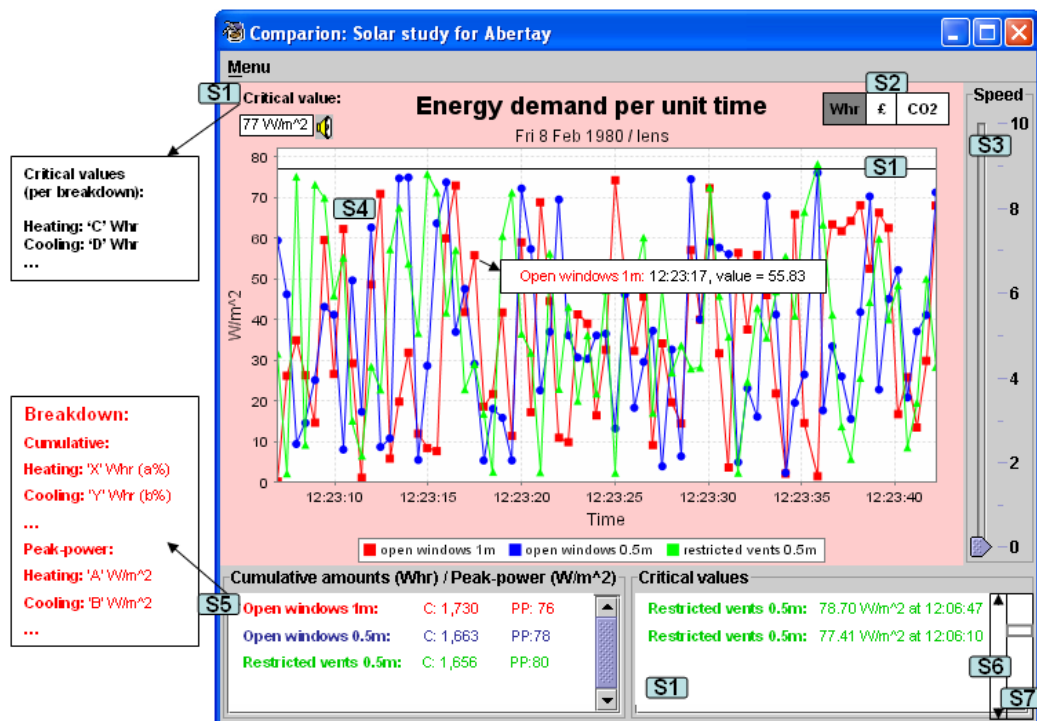 Comparion: Solar study for Abertay
Menu
S1
Critical value:
77 W/m^2
Energy demand per unit time
Fri 8 Feb 1980 / lens
S2
Whr £ CO2
Speed
S3
10
8
6
4
2
0
Critical values
(per breakdown):
Heating: 'C' Whr
Cooling: 'D' Whr
...
S1
S4
80
70
60
50
40
30
20
10
0
W/m^2
Open windows 1m: 12:23:17, value = 55.83
12:23:10 12:23:15 12:23:20 12:23:25 12:23:30 12:23:35 12:23:40
Time
open windows 1m open windows 0.5m restricted vents 0.5m
Breakdown:
Cumulative:
Heating: 'X' Whr (a%)
Cooling: 'Y' Whr (b%)
...
Peak-power:
Heating: 'A' W/m^2
Cooling: 'B' W/m^2
...
S5
Cumulative amounts (Whr) / Peak-power (W/m^2)
Open windows 1m: C: 1,730 PP: 76
Open windows 0.5m: C: 1,663 PP:78
Restricted vents 0.5m: C: 1,656 PP:80
Critical values
Restricted vents 0.5m: 78.70 W/m^2 at 12:06:47
Restricted vents 0.5m: 77.41 W/m^2 at 12:06:10
S1
S6
S7